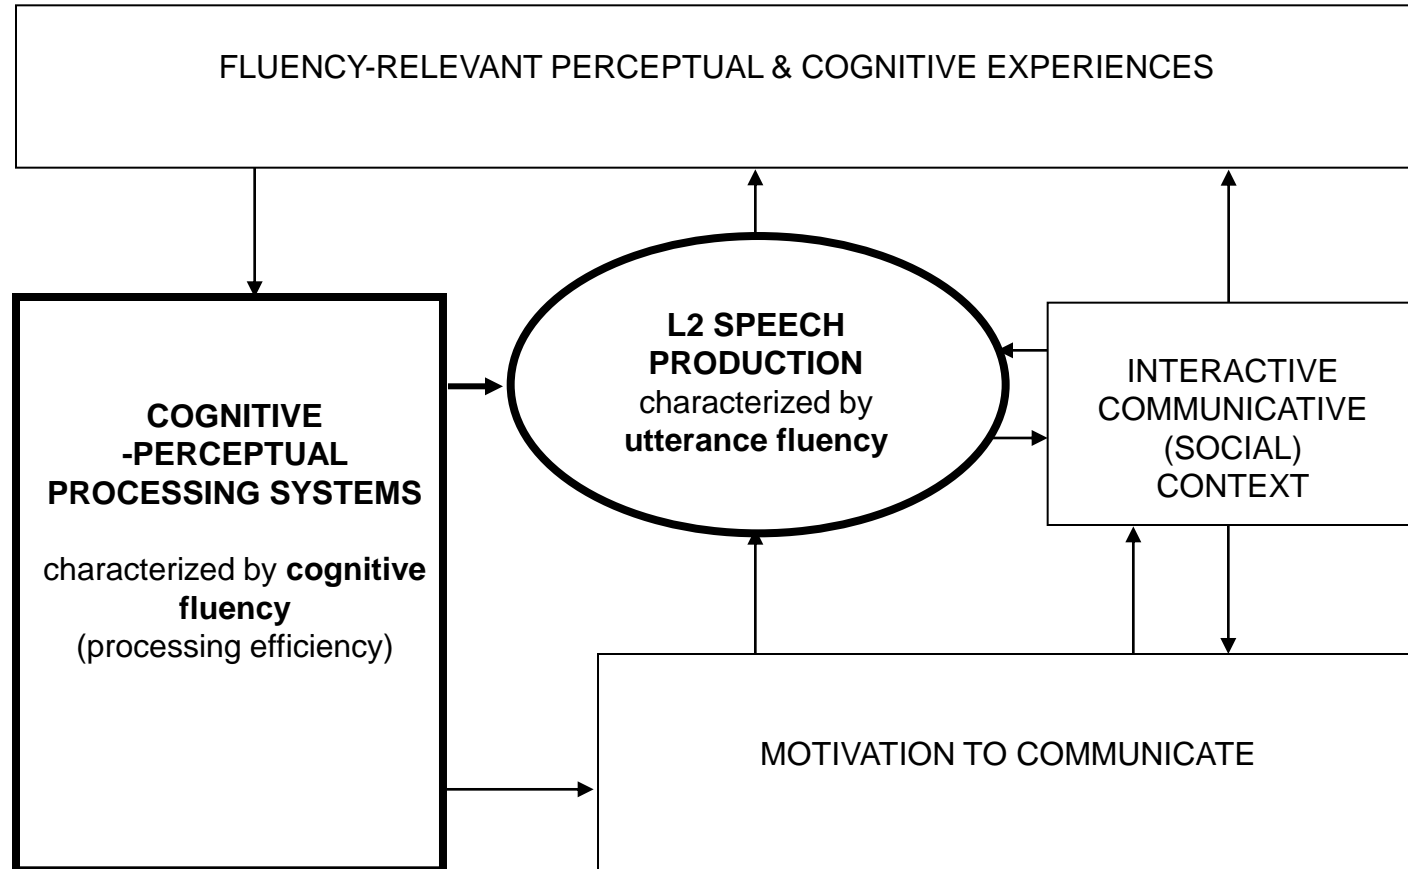 FLUENCY-RELEVANT PERCEPTUAL & COGNITIVE EXPERIENCES
COGNITIVE
-PERCEPTUAL
PROCESSING SYSTEMS
characterized by cognitive
fluency
(processing efficiency)
L2 SPEECH
PRODUCTION
characterized by
utterance fluency
INTERACTIVE
COMMUNICATIVE
(SOCIAL)
CONTEXT
MOTIVATION TO COMMUNICATE